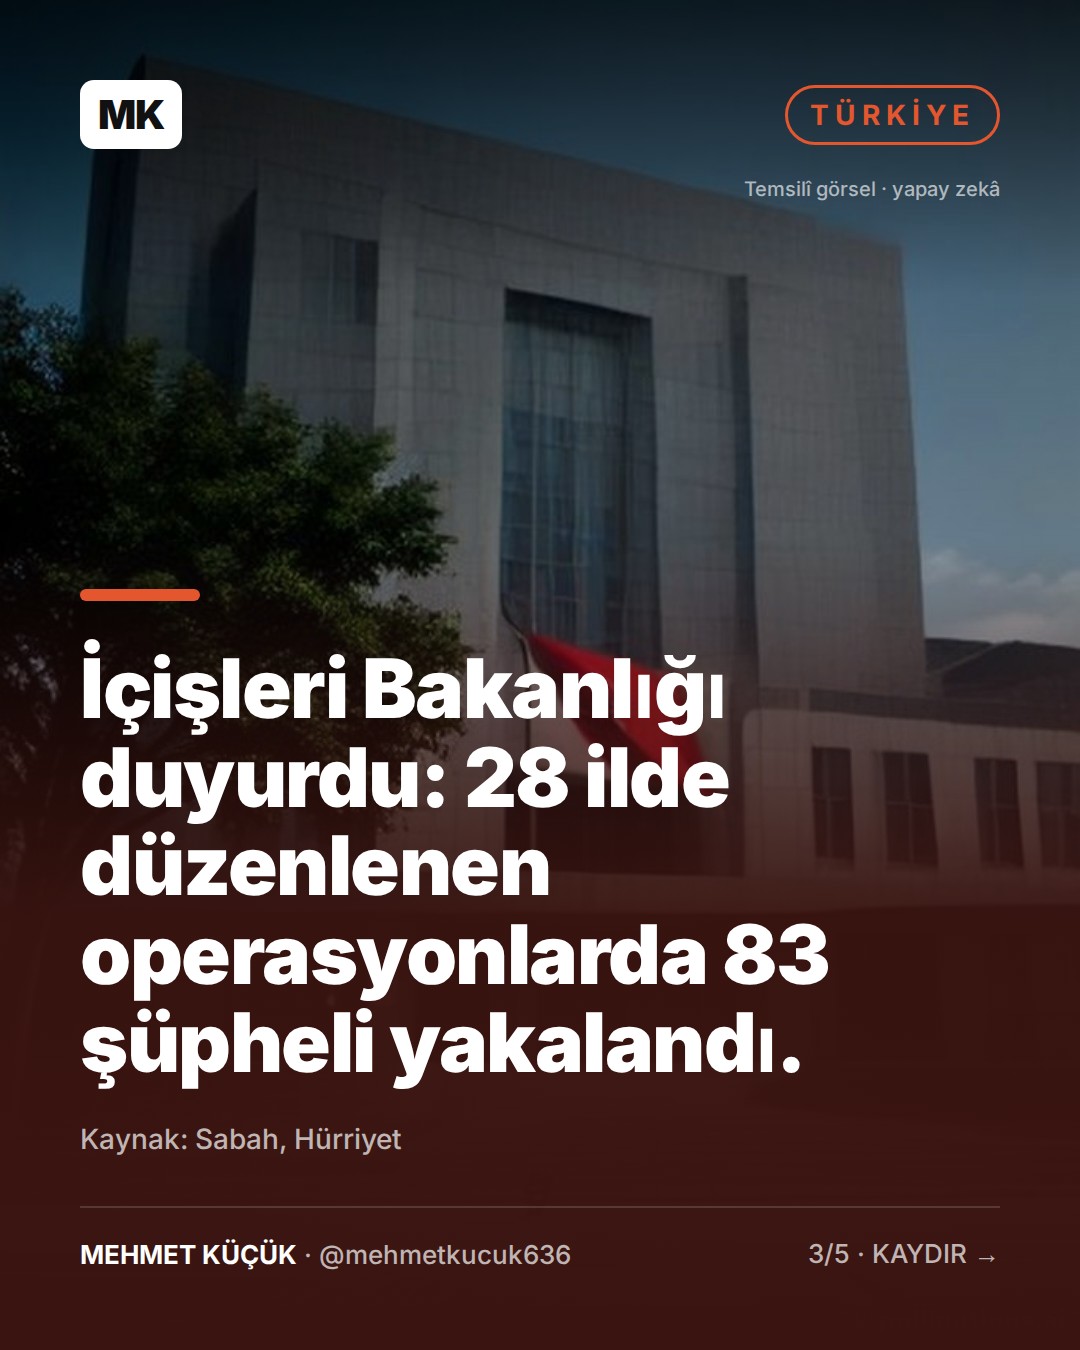 MK
TÜRKİYE
Temsilî görsel · yapay zekâ
İçişleri Bakanlığı
duyurdu: 28 ilde
düzenlenen
operasyonlarda 83
şüpheli yakalandı.
Kaynak: Sabah, Hürriyet
MEHMET KÜÇÜK · @mehmetkucuk636
3/5 · KAYDIR →